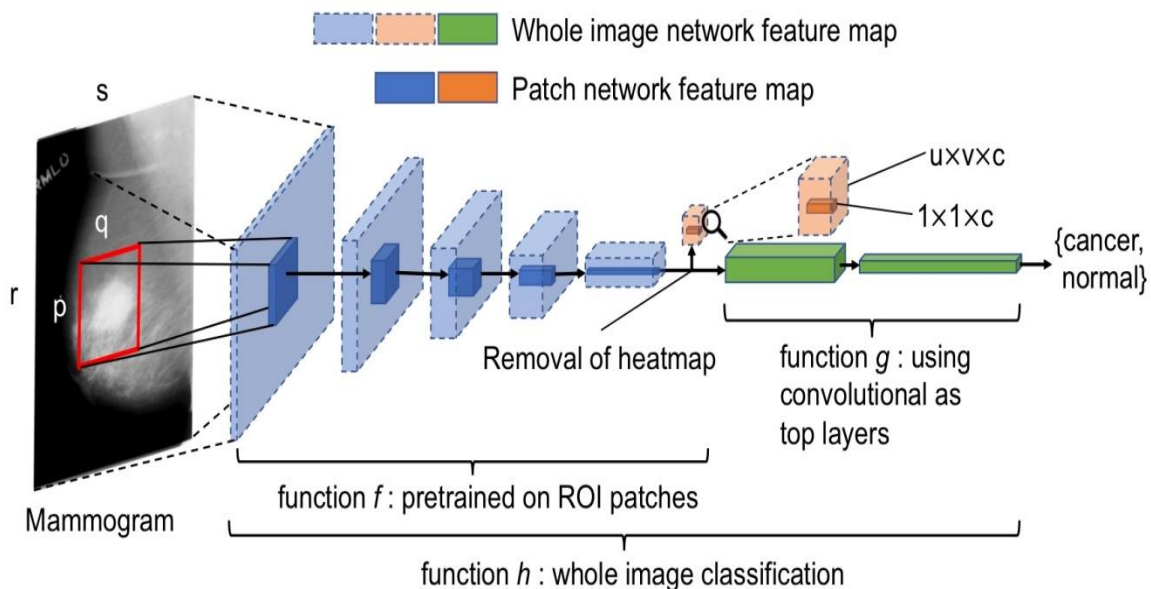 Whole image network feature map
Patch network feature map
s
RMLO
q
r
p
u×v×c
1×1×c
{cancer,
normal}
Removal of heatmap
function g : using
convolutional as
top layers
function f : pretrained on ROI patches
Mammogram
function h : whole image classification